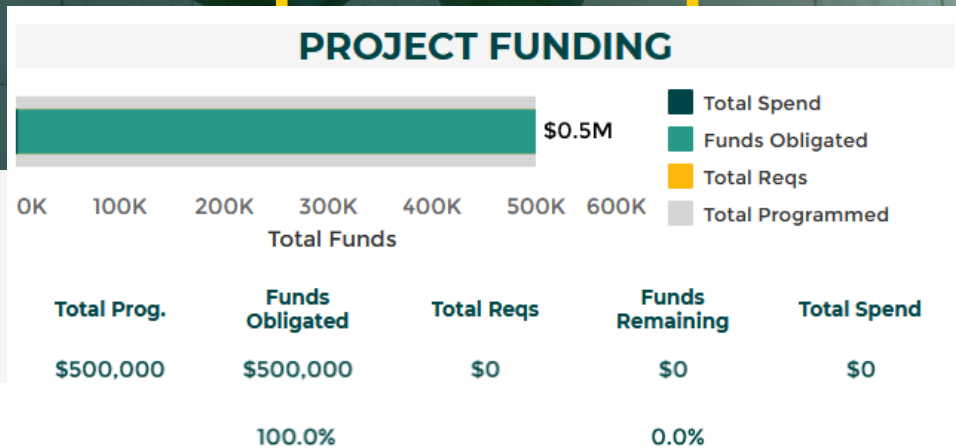 PROJECT FUNDING
$0.5M
Total Spend
Funds Obligated
Total Reqs
Total Programmed
0K 100K 200K 300K 400K 500K 600K
Total Funds
Total Prog. Funds Obligated Total Reqs Funds Remaining Total Spend
$500,000 $500,000 $0 $0 $0
100.0% 0.0%